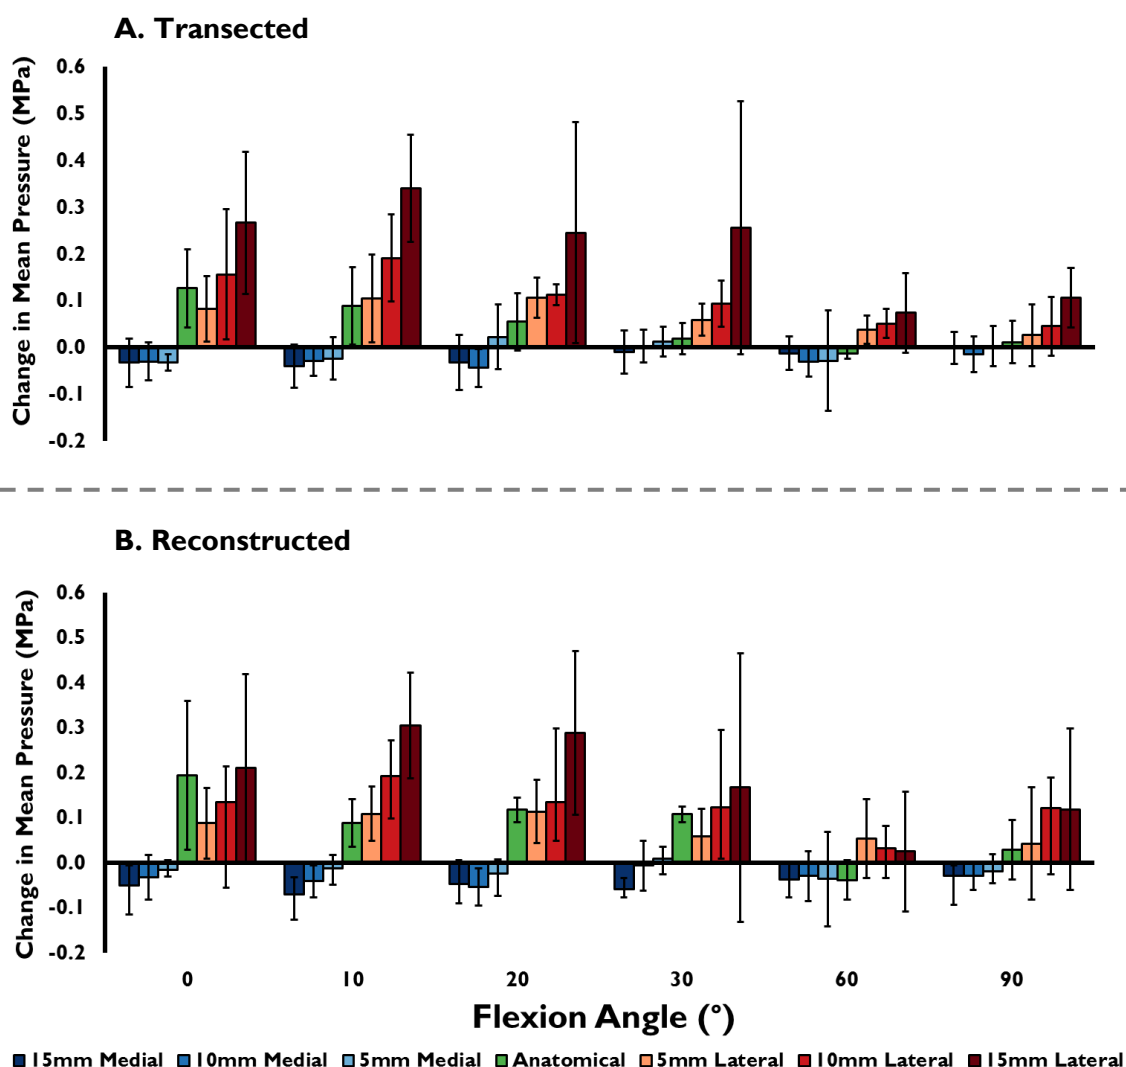 A. Transected
Change in Mean Pressure (MPa)
0.6
0.5
0.4
0.3
0.2
0.1
0.0
-0.1
-0.2
B. Reconstructed
Change in Mean Pressure (MPa)
0.6
0.5
0.4
0.3
0.2
0.1
0.0
-0.1
-0.2
0 10 20 30 60 90
Flexion Angle (°)
15mm Medial 10mm Medial 5mm Medial Anatomical 5mm Lateral 10mm Lateral 15mm Lateral